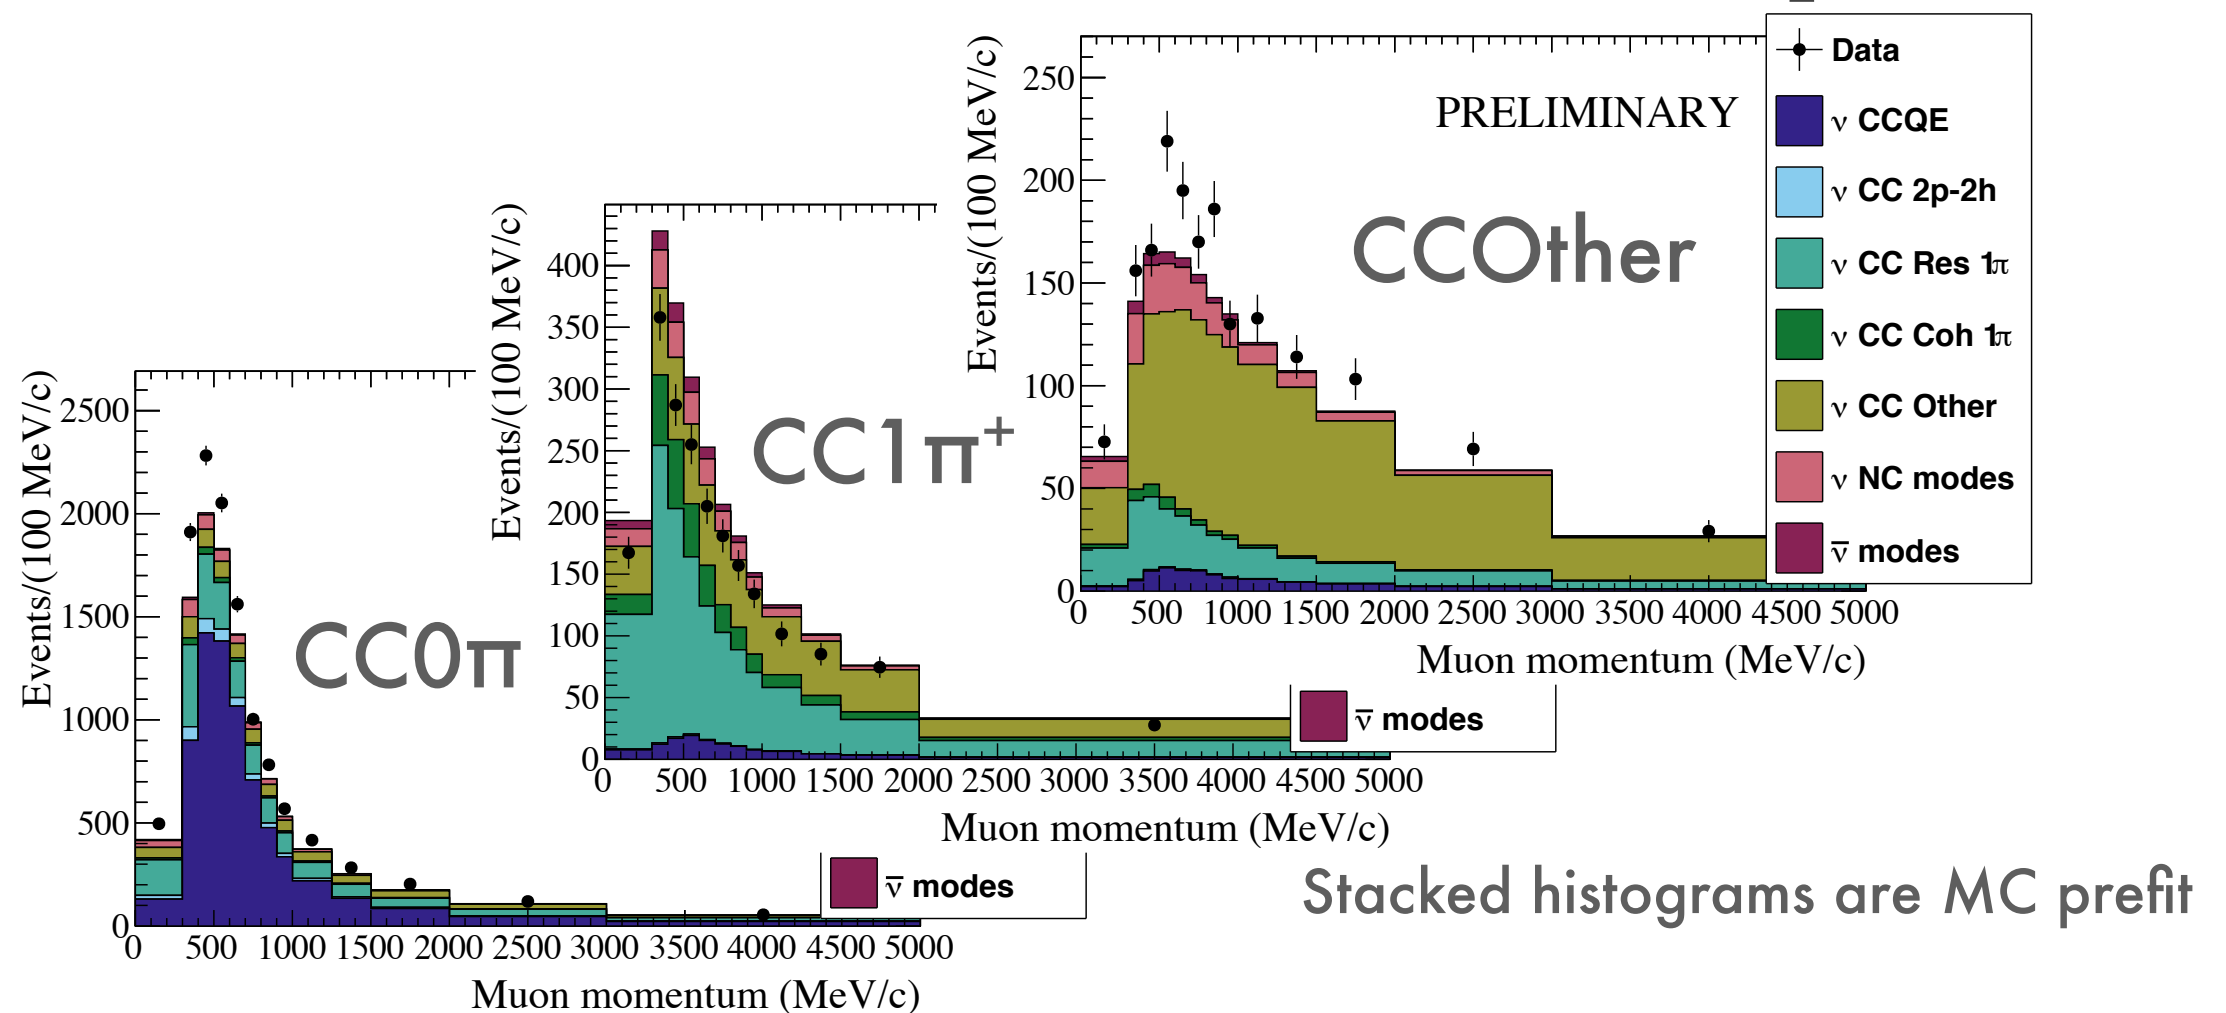 Events/(100 MeV/c)
2500
2000
1500
1000
500
0
0 500 1000 1500 2000 2500 3000 3500 4000 4500 5000
Muon momentum (MeV/c)
CC0π
ν̅ modes
Events/(100 MeV/c)
400
350
300
250
200
150
100
50
0
0 500 1000 1500 2000 2500 3000 3500 4000 4500 5000
Muon momentum (MeV/c)
CC1π⁺
ν̅ modes
Events/(100 MeV/c)
250
200
150
100
50
0
0 500 1000 1500 2000 2500 3000 3500 4000 4500 5000
Muon momentum (MeV/c)
PRELIMINARY
CCOther
Data
ν CCQE
ν CC 2p-2h
ν CC Res 1π
ν CC Coh 1π
ν CC Other
ν NC modes
ν̅ modes
Stacked histograms are MC prefit